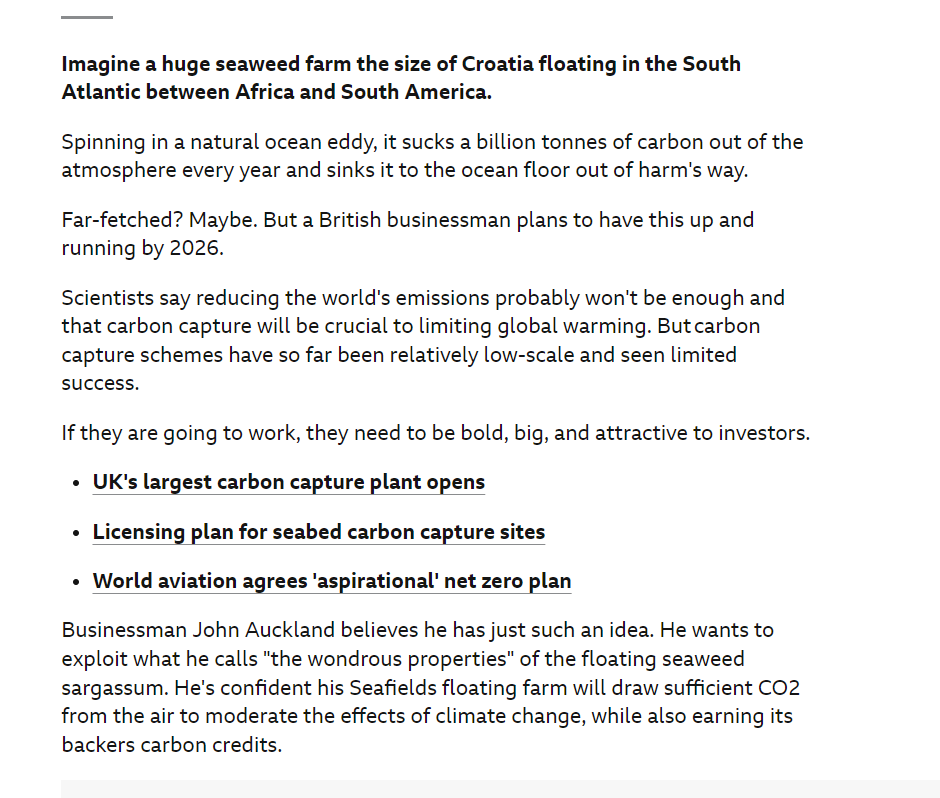 Imagine a huge seaweed farm the size of Croatia floating in the South
Atlantic between Africa and South America.
Spinning in a natural ocean eddy, it sucks a billion tonnes of carbon out of the
atmosphere every year and sinks it to the ocean floor out of harm's way.
Far-fetched? Maybe. But a British businessman plans to have this up and
running by 2026.
Scientists say reducing the world's emissions probably won't be enough and
that carbon capture will be crucial to limiting global warming. But carbon
capture schemes have so far been relatively low-scale and seen limited
success.
If they are going to work, they need to be bold, big, and attractive to investors.
• UK's largest carbon capture plant opens
• Licensing plan for seabed carbon capture sites
• World aviation agrees 'aspirational' net zero plan
Businessman John Auckland believes he has just such an idea. He wants to
exploit what he calls "the wondrous properties" of the floating seaweed
sargassum. He's confident his Seafields floating farm will draw sufficient CO2
from the air to moderate the effects of climate change, while also earning its
backers carbon credits.